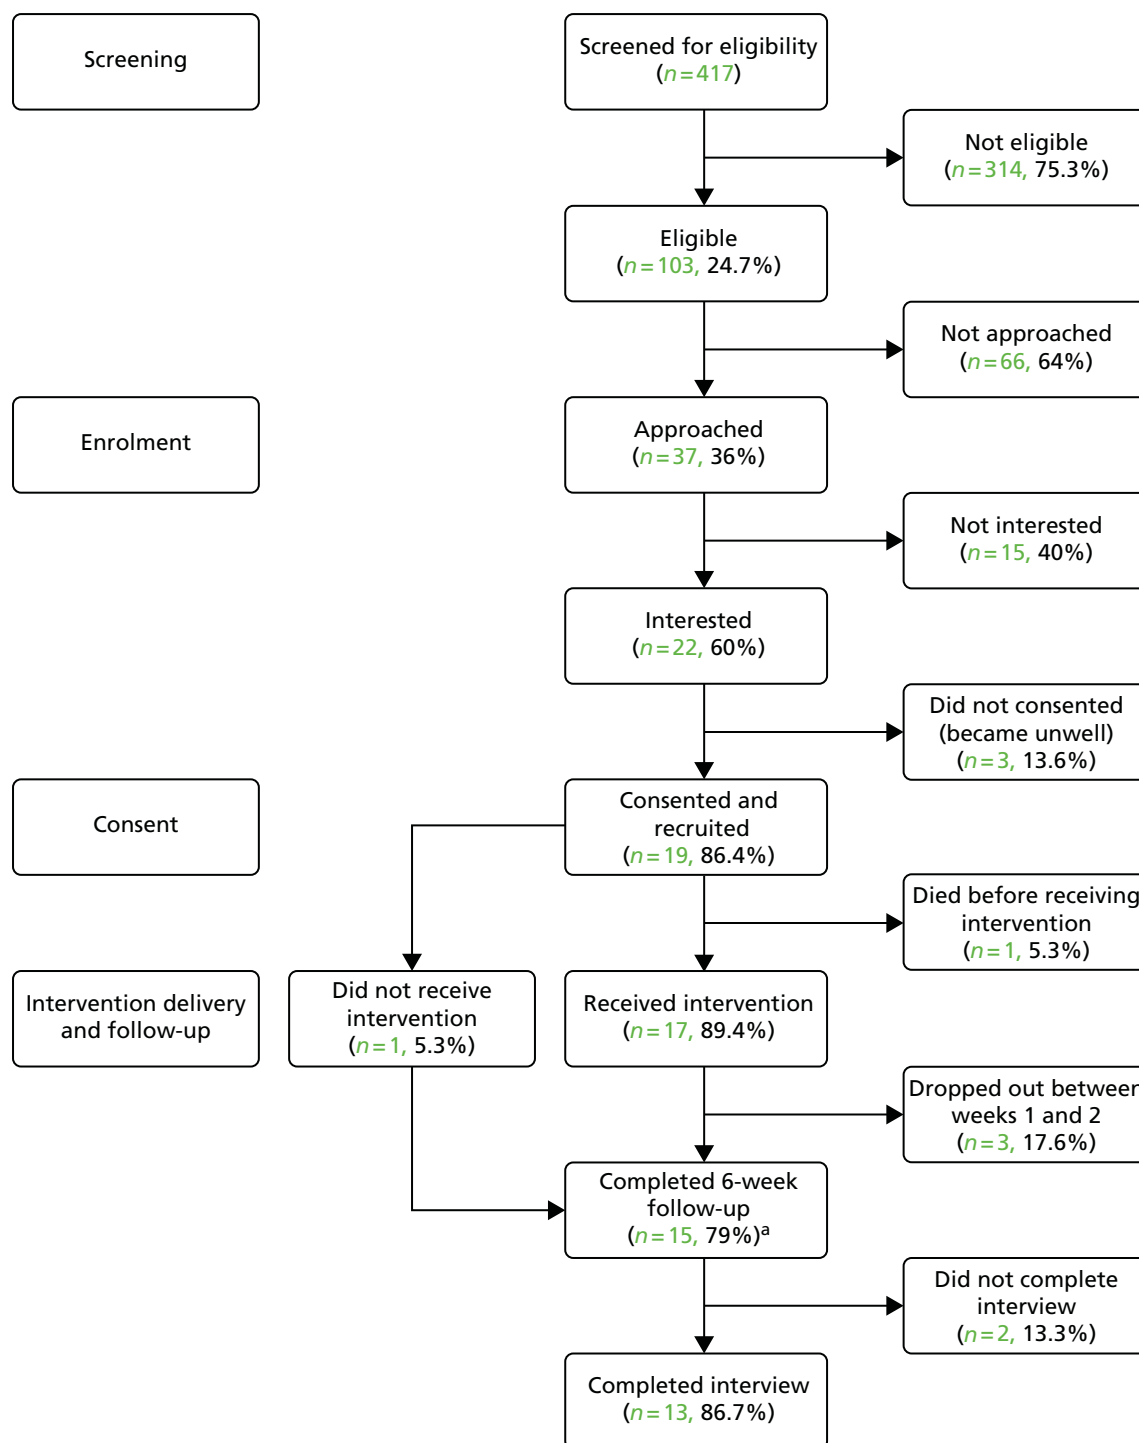 Screening
Screened for eligibility
(n=417)
Not eligible
(n=314, 75.3%)
Eligible
(n=103, 24.7%)
Not approached
(n=66, 64%)
Enrolment
Approached
(n=37, 36%)
Not interested
(n=15, 40%)
Interested
(n=22, 60%)
Did not consented
(became unwell)
(n=3, 13.6%)
Consent
Consented and
recruited
(n=19, 86.4%)
Died before receiving
intervention
(n=1, 5.3%)
Intervention delivery
and follow-up
Did not receive
intervention
(n=1, 5.3%)
Received intervention
(n=17, 89.4%)
Dropped out between
weeks 1 and 2
(n=3, 17.6%)
Completed 6-week
follow-up
(n=15, 79%)a
Did not complete
interview
(n=2, 13.3%)
Completed interview
(n=13, 86.7%)